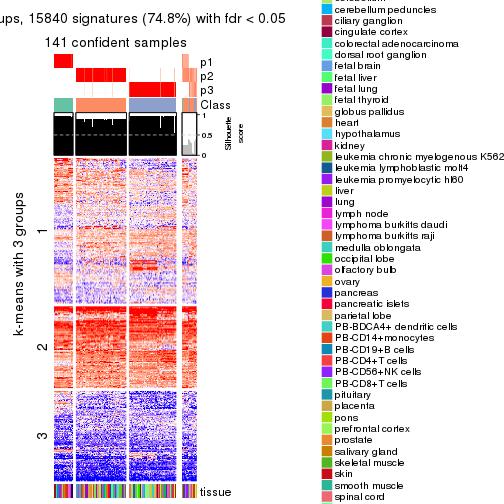 ups, 15840 signatures (74.8%) with fdr < 0.05
141 confident samples
p1
p2
p3
Class
1
0.5
0
Silhouette
score
k-means with 3 groups
1
2
3
tissue
cerebellum peduncles
ciliary ganglion
cingulate cortex
colorectal adenocarcinoma
dorsal root ganglion
fetal brain
fetal liver
fetal lung
fetal thyroid
globus pallidus
heart
hypothalamus
kidney
leukemia chronic myelogenous K562
leukemia lymphoblastic molt4
leukemia promyelocytic hl60
liver
lung
lymph node
lymphoma burkitts daudi
lymphoma burkitts raji
medulla oblongata
occipital lobe
olfactory bulb
ovary
pancreas
pancreatic islets
parietal lobe
PB-BDCA4+ dendritic cells
PB-CD14+monocytes
PB-CD19+B cells
PB-CD4+T cells
PB-CD56+NK cells
PB-CD8+T cells
pituitary
placenta
pons
prefrontal cortex
prostate
salivary gland
skeletal muscle
skin
smooth muscle
spinal cord